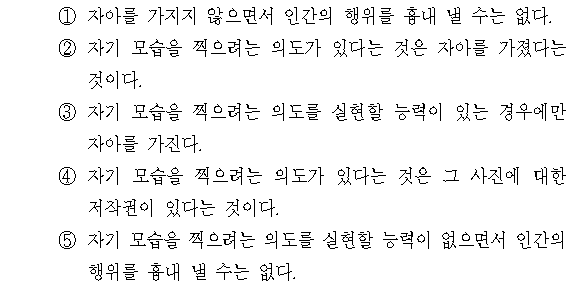 ① 자아를 가지지 않으면서 인간의 행위를 흉내 낼 수는 없다.
② 자기 모습을 찍으려는 의도가 있다는 것은 자아를 가졌다는
것이다.
③ 자기 모습을 찍으려는 의도를 실현할 능력이 있는 경우에만
자아를 가진다.
④ 자기 모습을 찍으려는 의도가 있다는 것은 그 사진에 대한
저작권이 있다는 것이다.
⑤ 자기 모습을 찍으려는 의도를 실현할 능력이 없으면서 인간의
행위를 흉내 낼 수는 없다.